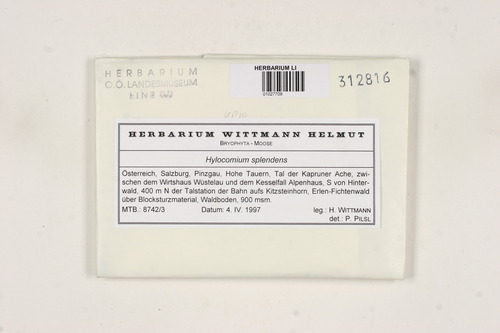 HERBARIUM
O.Ö. LANDESMUSEUM
LINZ
HERBARIUM LI
01027709
312816
HERBARIUM WITTMANN HELMUT
BRYOPHYTA - MOOSE
Hylocomium splendens
Österreich, Salzburg, Pinzgau, Hohe Tauern, Tal der Kapruner Ache, zwi-
schen dem Wirtshaus Wüstelau und dem Kesselfall Alpenhaus, S von Hinter-
wald, 400 m N der Talstation der Bahn aufs Kitzsteinhorn, Erlen-Fichtenwald
über Blocksturzmaterial, Waldboden, 900 msm.
MTB.: 8742/3 Datum: 4. IV. 1997 leg.: H. WITTMANN
det.: P. PILSL